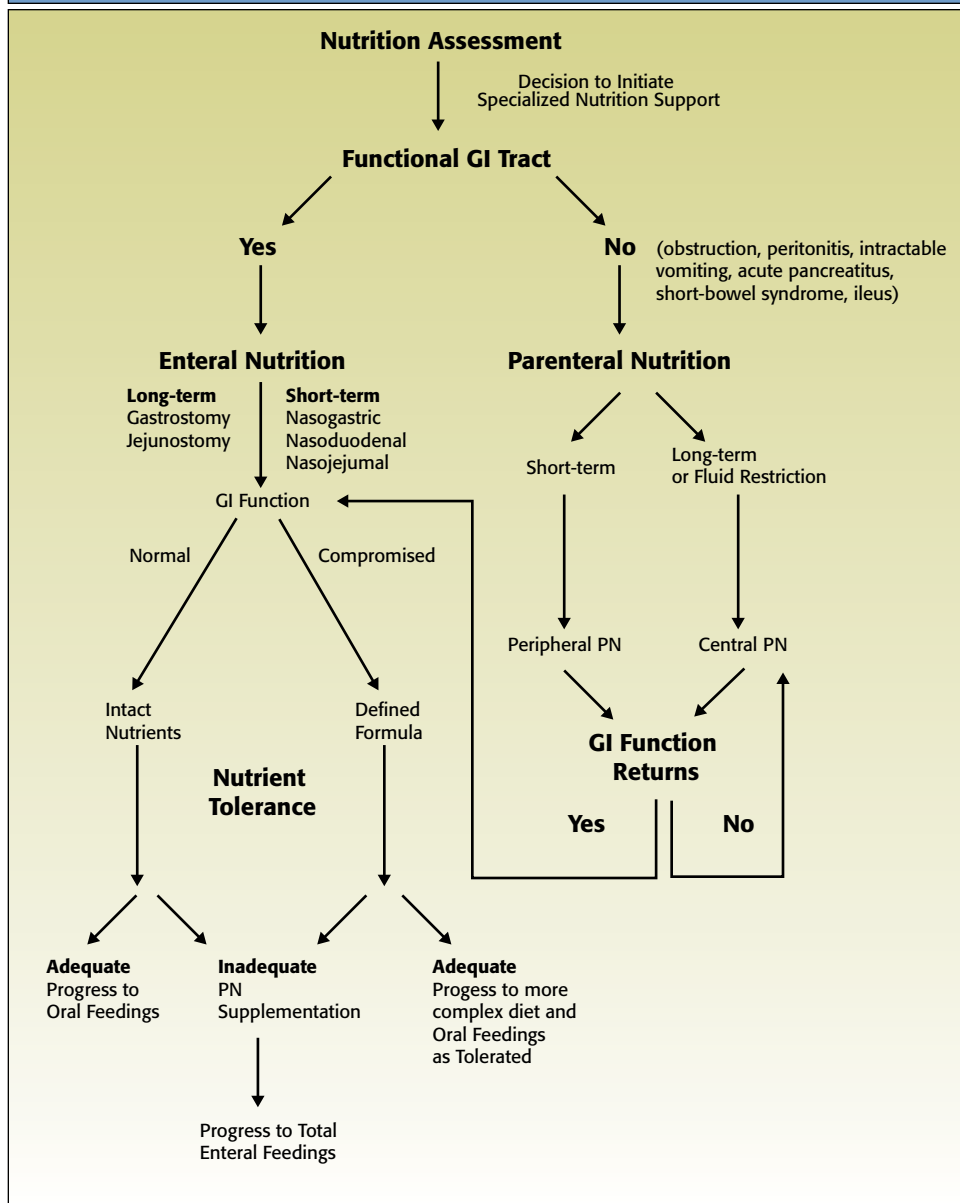 Nutrition Assessment
Decision to Initiate
Specialized Nutrition Support
Functional GI Tract
Yes
No
(obstruction, peritonitis, intractable
vomiting, acute pancreatitus,
short-bowel syndrome, ileus)
Enteral Nutrition
Parenteral Nutrition
Long-term
Gastrostomy
Jejunostomy
Short-term
Nasogastric
Nasoduodenal
Nasojejumal
Short-term
Long-term
or Fluid Restriction
GI Function
Normal
Compromised
Peripheral PN
Central PN
Intact
Nutrients
Defined
Formula
GI Function
Returns
Nutrient
Tolerance
Yes
No
Adequate
Progress to
Oral Feedings
Inadequate
PN
Supplementation
Adequate
Progess to more
complex diet and
Oral Feedings
as Tolerated
Progress to Total
Enteral Feedings